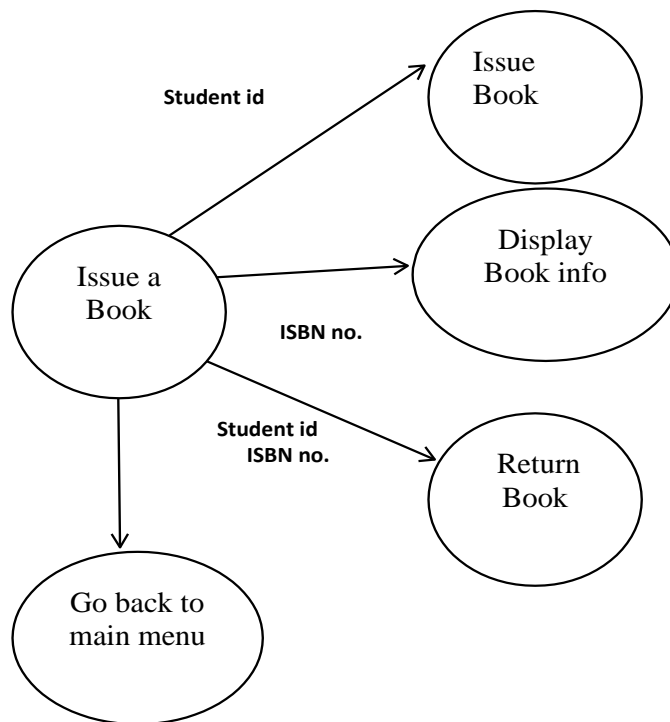 Issue
Book
Student id
Display
Book info
Issue a
Book
ISBN no.
Student id
ISBN no.
Return
Book
Go back to
main menu